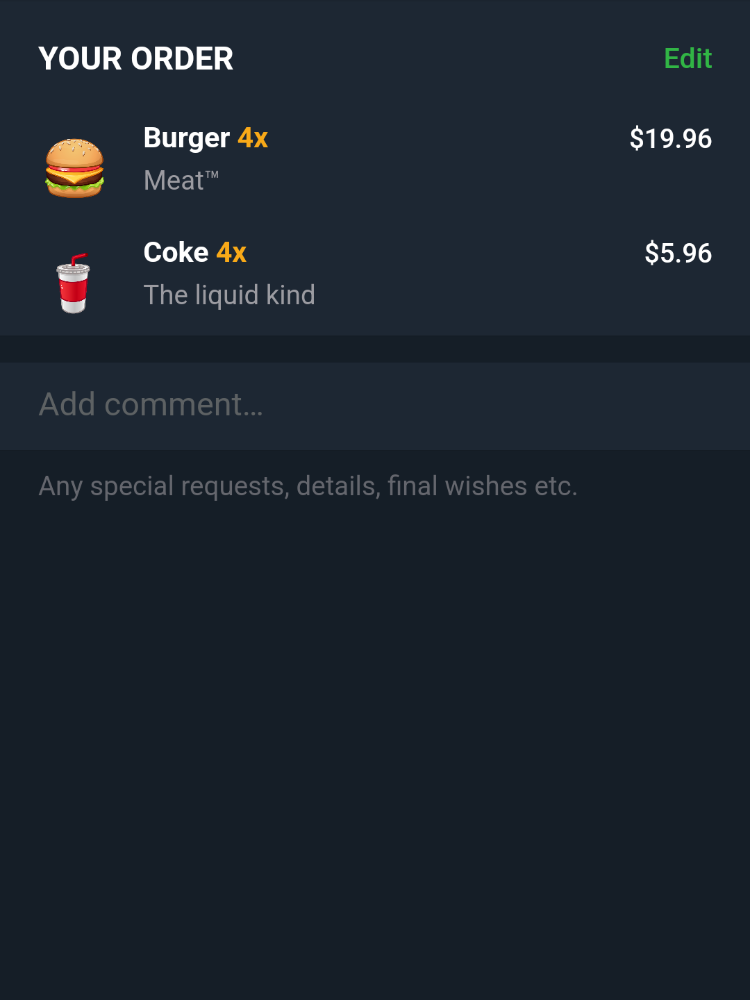 YOUR ORDER Edit
Burger 4x $19.96
Meat™
Coke 4x $5.96
The liquid kind
Add comment…
Any special requests, details, final wishes etc.